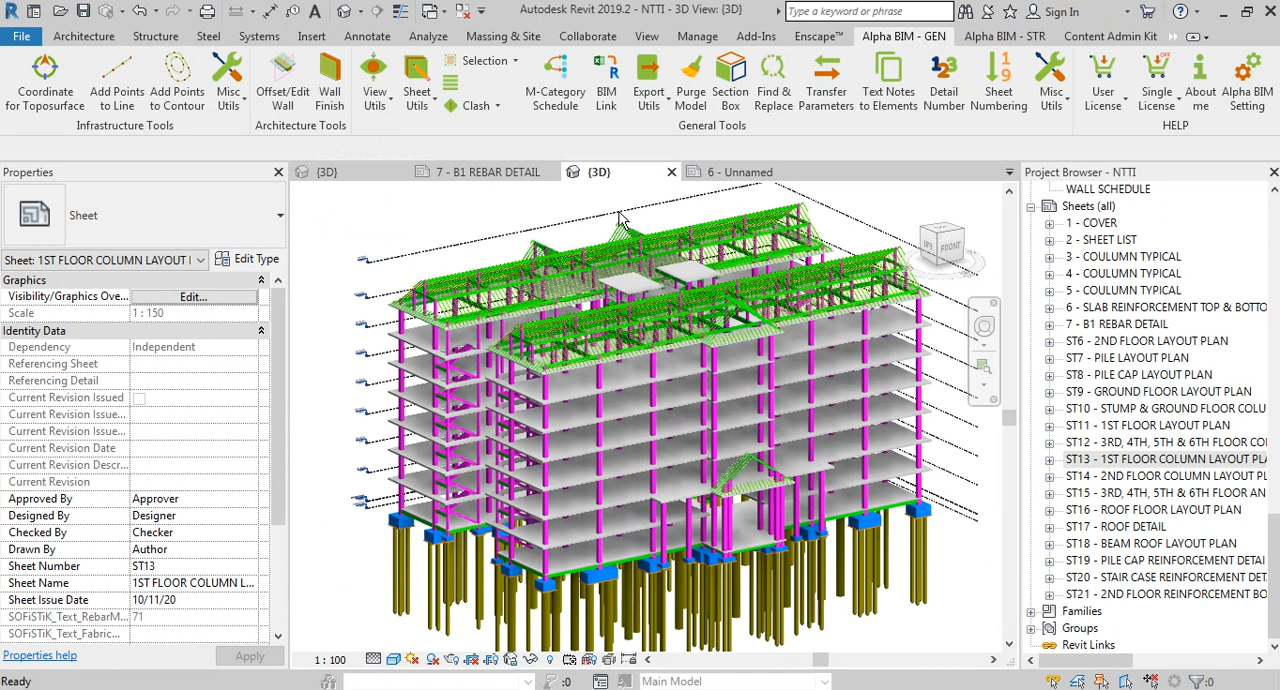 Autodesk Revit 2019.2 - NTTI - 3D View: {3D}
Type a keyword or phrase
Sign In
File Architecture Structure Steel Systems Insert Annotate Analyze Massing & Site Collaborate View Manage Add-Ins Enscape™ Alpha BIM - GEN Alpha BIM - STR Content Admin Kit
Coordinate for Toposurface
Add Points to Line
Add Points to Contour
Misc Utils
Offset/Edit Wall
Wall Finish
View Utils
Sheet Utils
Selection
Clash
M-Category Schedule
BIM Link
Export Utils
Purge Model
Section Box
Find & Replace
Transfer Parameters
Text Notes to Elements
Detail Number
Sheet Numbering
Misc Utils
User License
Single License
About me
Alpha BIM Setting
Infrastructure Tools Architecture Tools General Tools HELP
Properties
Sheet
Sheet: 1ST FLOOR COLUMN LAYOUT
Edit Type
Graphics
Visibility/Graphics Ove... Edit...
Scale 1 : 150
Identity Data
Dependency Independent
Referencing Sheet
Referencing Detail
Current Revision Issued
Current Revision Issue...
Current Revision Issue...
Current Revision Date
Current Revision Descr...
Current Revision
Approved By Approver
Designed By Designer
Checked By Checker
Drawn By Author
Sheet Number ST13
Sheet Name 1ST FLOOR COLUMN L...
Sheet Issue Date 10/11/20
SOFiSTiK_Text_RebarM... 71
SOFiSTiK_Text_Fabric...
Properties help
Apply
{3D} 7 - B1 REBAR DETAIL {3D} 6 - Unnamed
FRONT
1 : 100
Project Browser - NTTI
WALL SCHEDULE
Sheets (all)
1 - COVER
2 - SHEET LIST
3 - COULUMN TYPICAL
4 - COULUMN TYPICAL
5 - COULUMN TYPICAL
6 - SLAB REINFORCEMENT TOP & BOTTO
7 - B1 REBAR DETAIL
ST6 - 2ND FLOOR LAYOUT PLAN
ST7 - PILE LAYOUT PLAN
ST8 - PILE CAP LAYOUT PLAN
ST9 - GROUND FLOOR LAYOUT PLAN
ST10 - STUMP & GROUND FLOOR COLU
ST11 - 1ST FLOOR LAYOUT PLAN
ST12 - 3RD, 4TH, 5TH & 6TH FLOOR CO
ST13 - 1ST FLOOR COLUMN LAYOUT PL
ST14 - 2ND FLOOR COLUMN LAYOUT P
ST15 - 3RD, 4TH, 5TH & 6TH FLOOR AN
ST16 - ROOF FLOOR LAYOUT PLAN
ST17 - ROOF DETAIL
ST18 - BEAM ROOF LAYOUT PLAN
ST19 - PILE CAP REINFORCEMENT DETAI
ST20 - STAIR CASE REINFORCEMENT DET
ST21 - 2ND FLOOR REINFORCEMENT BO
Families
Groups
Revit Links
Ready
:0
Main Model
:0